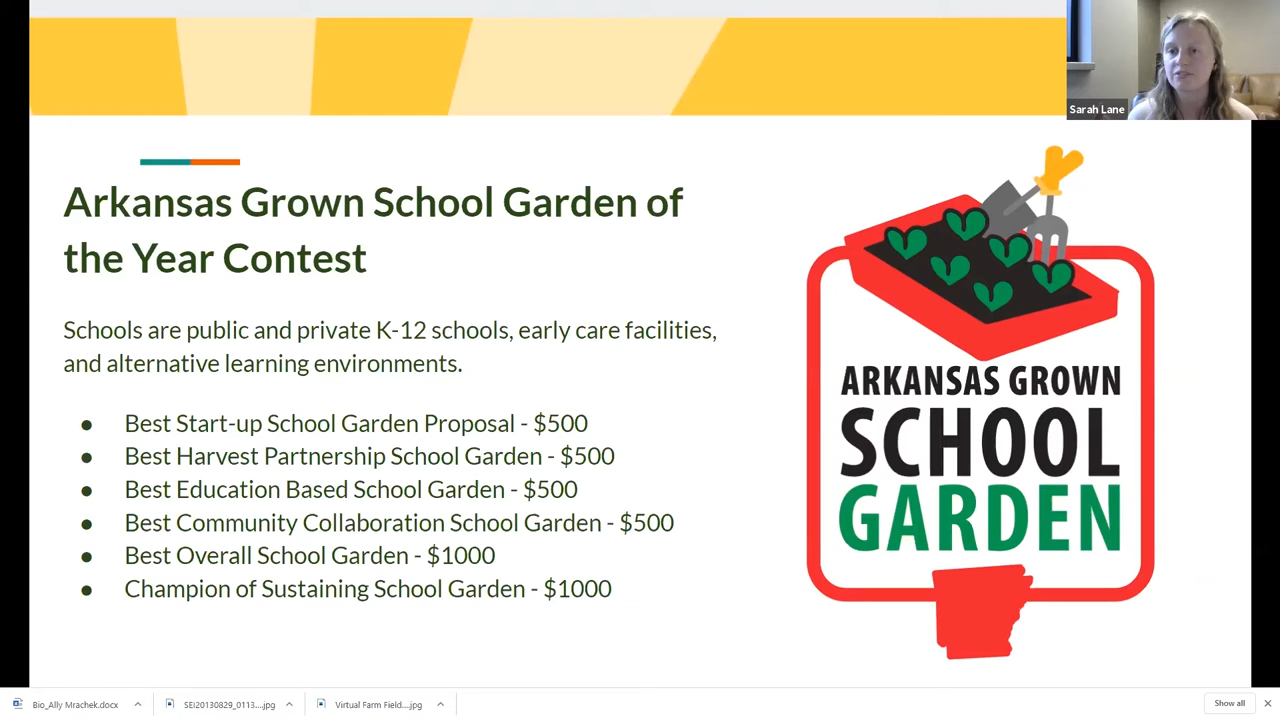 Sarah Lane
Arkansas Grown School Garden of
the Year Contest
Schools are public and private K-12 schools, early care facilities,
and alternative learning environments.
● Best Start-up School Garden Proposal - $500
● Best Harvest Partnership School Garden - $500
● Best Education Based School Garden - $500
● Best Community Collaboration School Garden - $500
● Best Overall School Garden - $1000
● Champion of Sustaining School Garden - $1000
ARKANSAS GROWN
SCHOOL
GARDEN
Bio_Ally Mrachek.docx
SEI20130829_0113....jpg
Virtual Farm Field....jpg
Show all